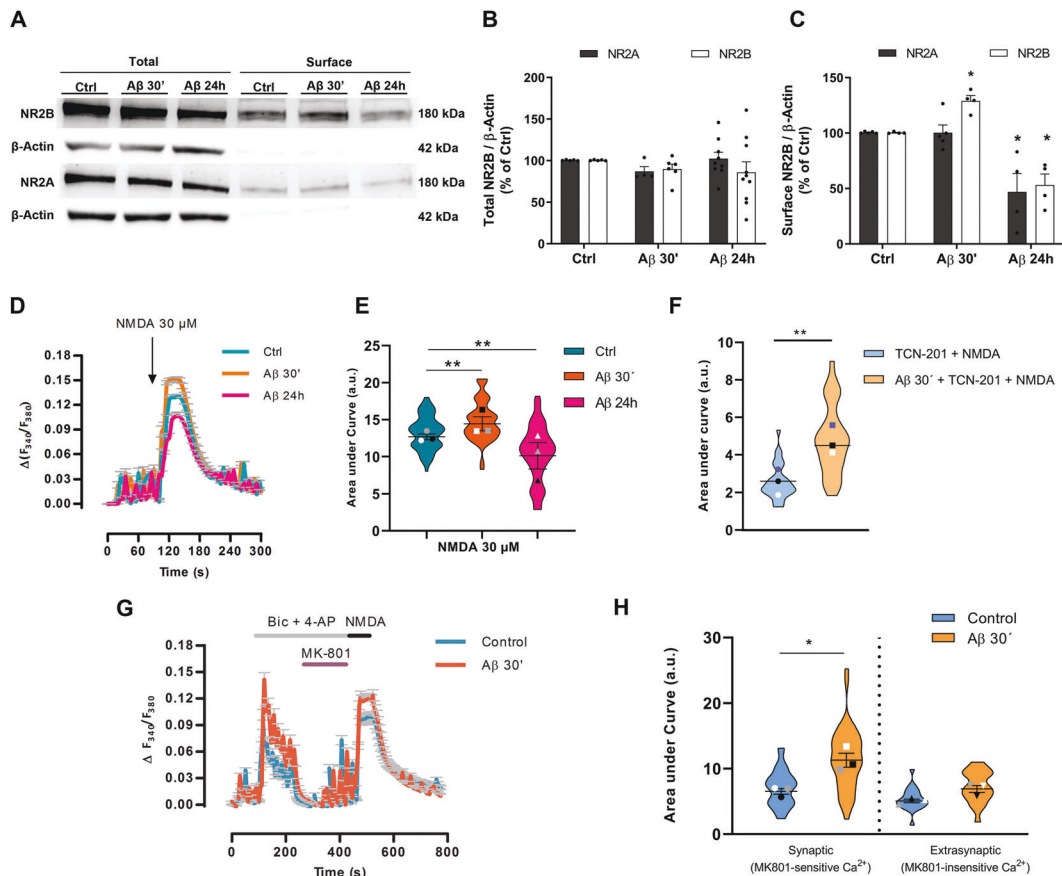 A
Total Surface
Ctrl Aβ 30' Aβ 24h Ctrl Aβ 30' Aβ 24h
NR2B 180 kDa
β-Actin 42 kDa
NR2A 180 kDa
β-Actin 42 kDa
B
NR2A NR2B
Total NR2B / β-Actin
(% of Ctrl)
200
150
100
50
0
Ctrl Aβ 30' Aβ 24h
C
NR2A NR2B
Surface NR2B / β-Actin
(% of Ctrl)
150
100
50
0
*
* *
Ctrl Aβ 30' Aβ 24h
D
NMDA 30 µM
Ctrl
Aβ 30'
Aβ 24h
Δ(F340/F380)
0.18
0.15
0.12
0.09
0.06
0.03
0.00
0 60 120 180 240 300
Time (s)
E
Area under Curve (a.u.)
25
20
15
10
5
0
**
**
Ctrl
Aβ 30´
Aβ 24h
NMDA 30 µM
F
Area under Curve (a.u.)
10
8
6
4
2
0
**
TCN-201 + NMDA
Aβ 30´ + TCN-201 + NMDA
G
Bic + 4-AP NMDA
MK-801
Control
Aβ 30'
Δ F340/F380
0.18
0.15
0.12
0.09
0.06
0.03
0.00
0 200 400 600 800
Time (s)
H
Control
Aβ 30´
Area under Curve (a.u.)
30
20
10
0
*
Synaptic Extrasynaptic
(MK801-sensitive Ca²⁺) (MK801-insensitive Ca²⁺)